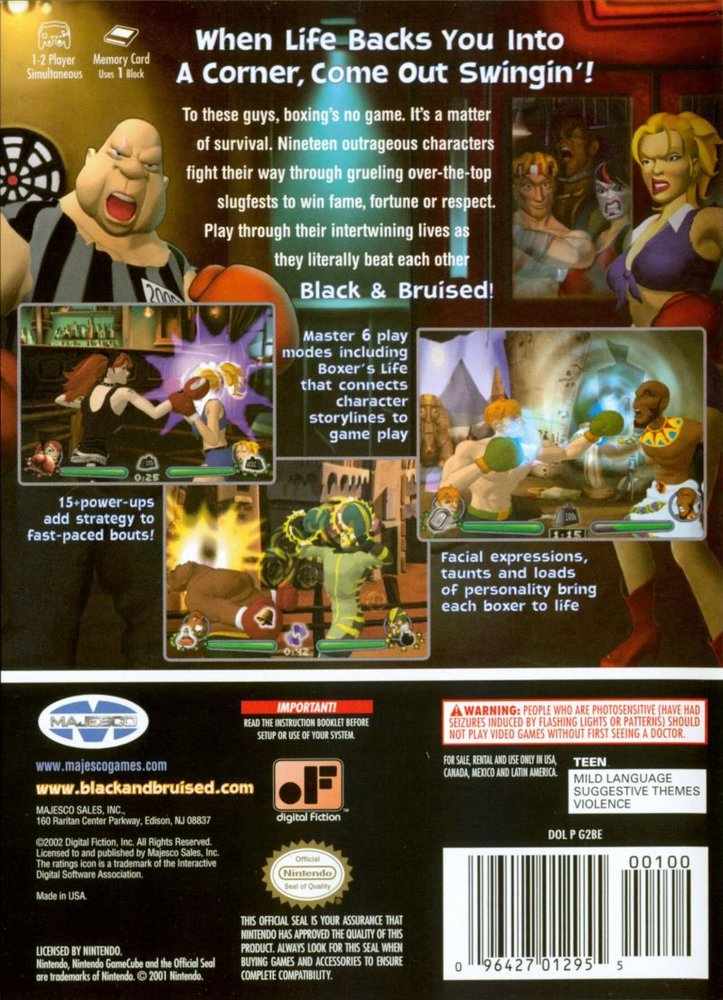 1-2 Player
Simultaneous
Memory Card
Uses 1 Block
When Life Backs You Into
A Corner, Come Out Swingin'!
To these guys, boxing's no game. It's a matter
of survival. Nineteen outrageous characters
fight their way through grueling over-the-top
slugfests to win fame, fortune or respect.
Play through their intertwining lives as
they literally beat each other
Black & Bruised!
Master 6 play
modes including
Boxer's Life
that connects
character
storylines to
game play
0:25
15+power-ups
add strategy to
fast-paced bouts!
1:15
0:42
Facial expressions,
taunts and loads
of personality bring
each boxer to life
MAJESCO
www.majescogames.com
www.blackandbruised.com
MAJESCO SALES, INC.,
160 Raritan Center Parkway, Edison, NJ 08837
©2002 Digital Fiction, Inc. All Rights Reserved.
Licensed to and published by Majesco Sales, Inc.
The ratings icon is a trademark of the Interactive
Digital Software Association.
Made in USA.
LICENSED BY NINTENDO.
Nintendo, Nintendo GameCube and the Official Seal
are trademarks of Nintendo. © 2001 Nintendo.
IMPORTANT!
READ THE INSTRUCTION BOOKLET BEFORE
SETUP OR USE OF YOUR SYSTEM.
dF
TM
digital fiction
Official
Nintendo
Seal of Quality
THIS OFFICIAL SEAL IS YOUR ASSURANCE THAT
NINTENDO HAS APPROVED THE QUALITY OF THIS
PRODUCT. ALWAYS LOOK FOR THIS SEAL WHEN
BUYING GAMES AND ACCESSORIES TO ENSURE
COMPLETE COMPATIBILITY.
WARNING: PEOPLE WHO ARE PHOTOSENSITIVE (HAVE HAD
SEIZURES INDUCED BY FLASHING LIGHTS OR PATTERNS) SHOULD
NOT PLAY VIDEO GAMES WITHOUT FIRST SEEING A DOCTOR.
FOR SALE, RENTAL AND USE ONLY IN USA,
CANADA, MEXICO AND LATIN AMERICA.
TEEN
MILD LANGUAGE
SUGGESTIVE THEMES
VIOLENCE
DOL P G2BE
00100
0 96427 01295 5